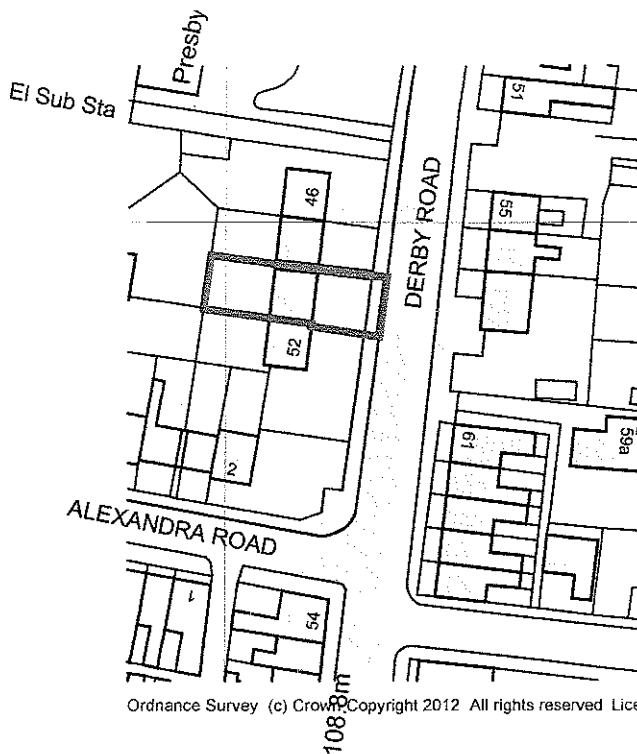 Presby
El Sub Sta
51
46
DERBY ROAD
55
52
61
59a
2
ALEXANDRA ROAD
1
54
108.8m
Ordnance Survey (c) Crown Copyright 2012 All rights reserved Lice